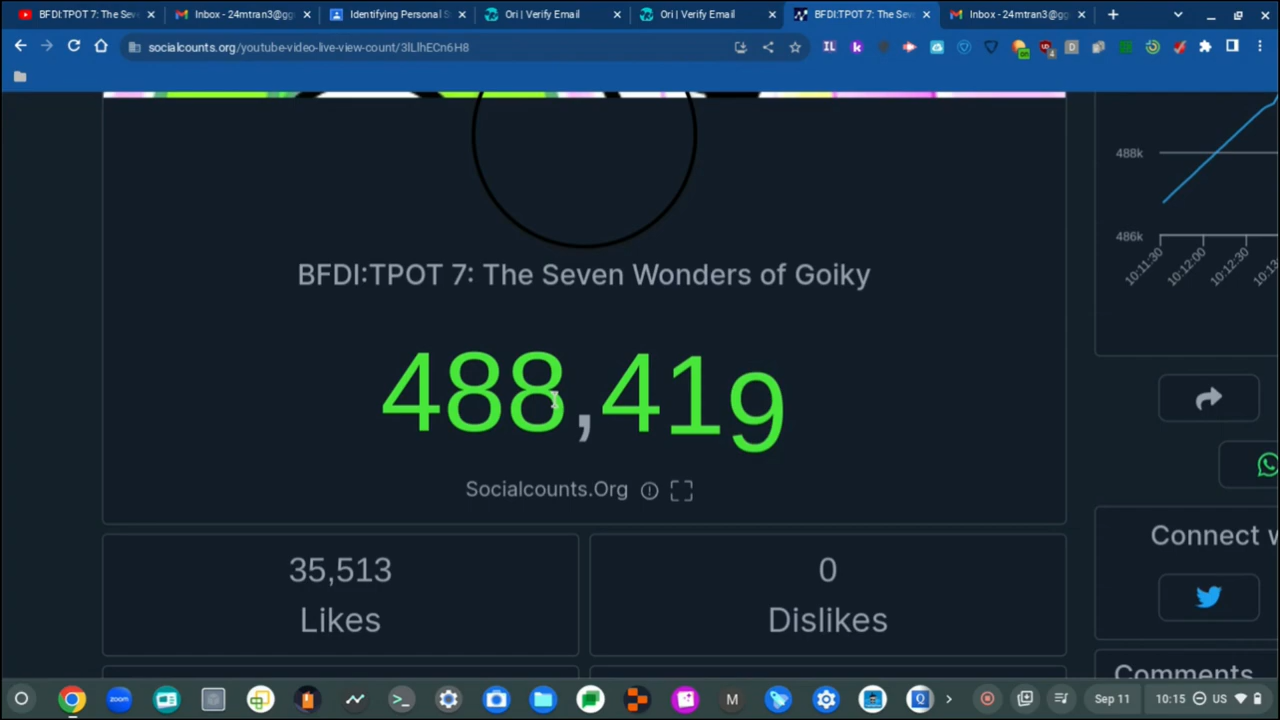 BFDI:TPOT 7: The Sev
Inbox - 24mtran3@g
Identifying Personal S
Ori | Verify Email
Ori | Verify Email
BFDI:TPOT 7: The Sev
Inbox - 24mtran3@g
socialcounts.org/youtube-video-live-view-count/3lLlhECn6H8
488k
486k
10:11:30
10:12:00
10:12:30
10:13
BFDI:TPOT 7: The Seven Wonders of Goiky
488,419
Socialcounts.Org
35,513
Likes
0
Dislikes
Connect w
Comments
zoom
M
Q
Sep 11
10:15
US